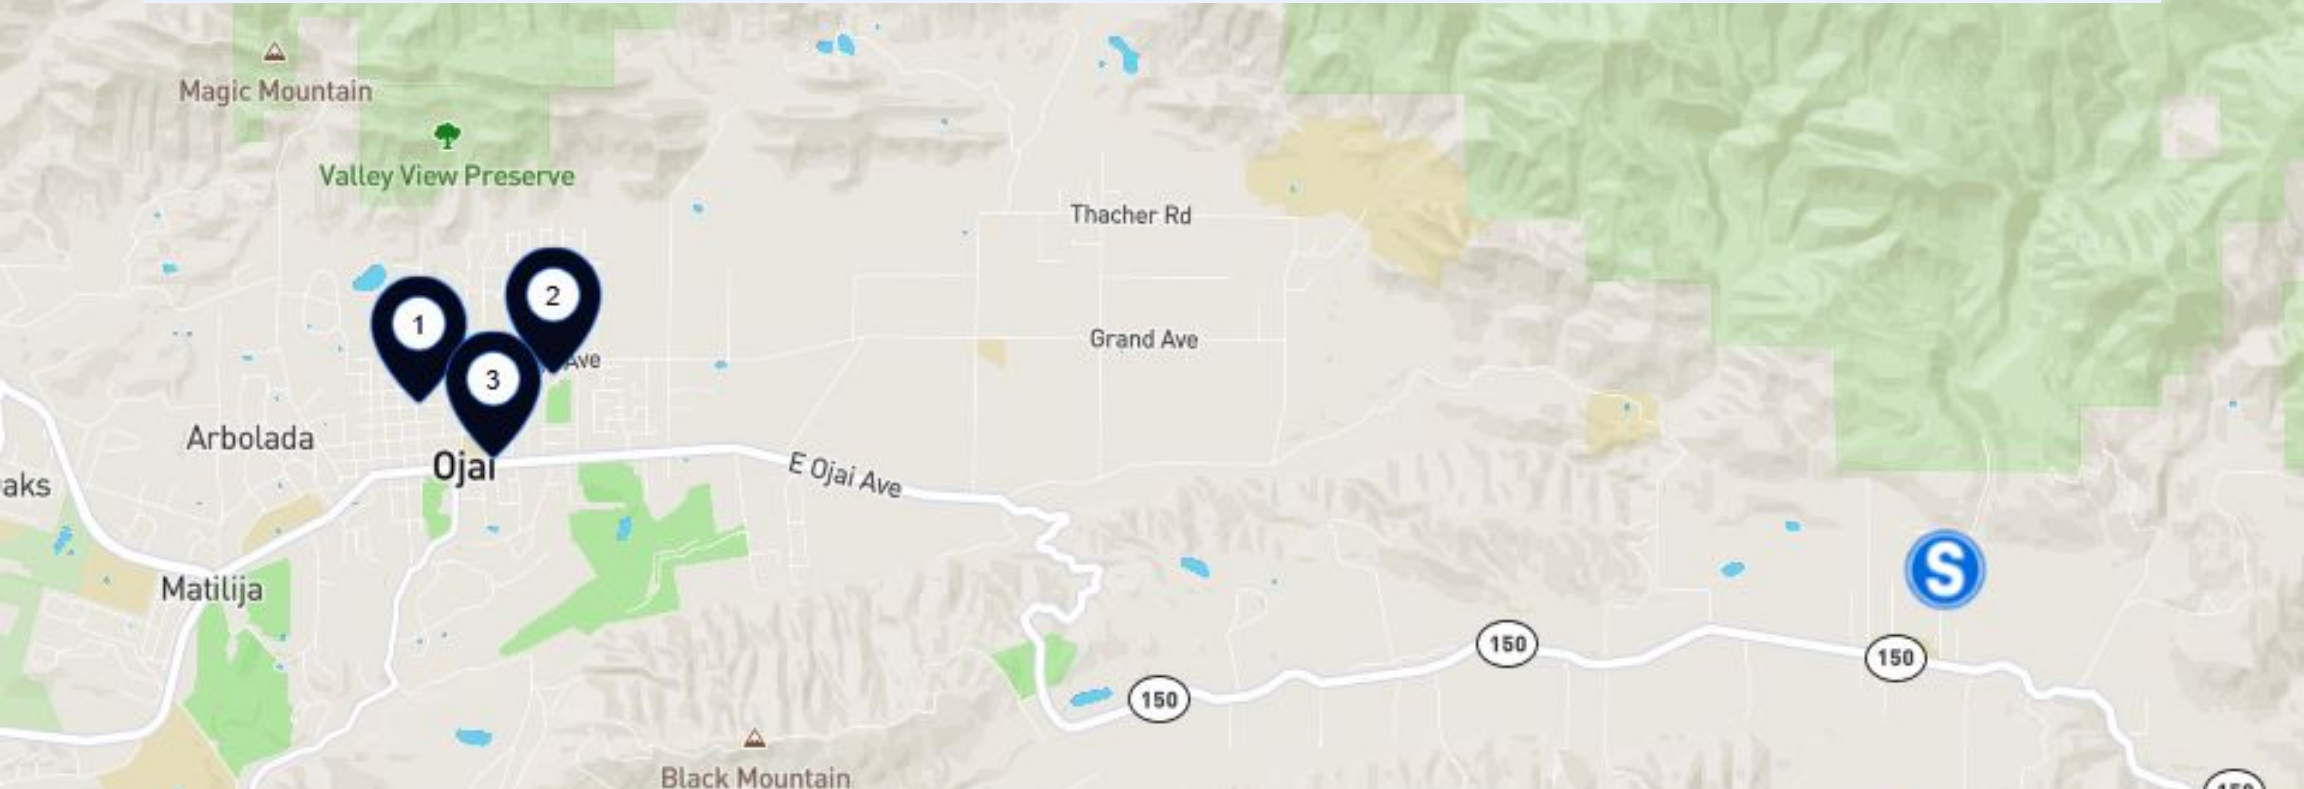 Magic Mountain
Valley View Preserve
Thacher Rd
2
1
Grand Ave
Ave
3
Arbolada
Ojai
E Ojai Ave
aks
S
Matilija
150
150
150
Black Mountain